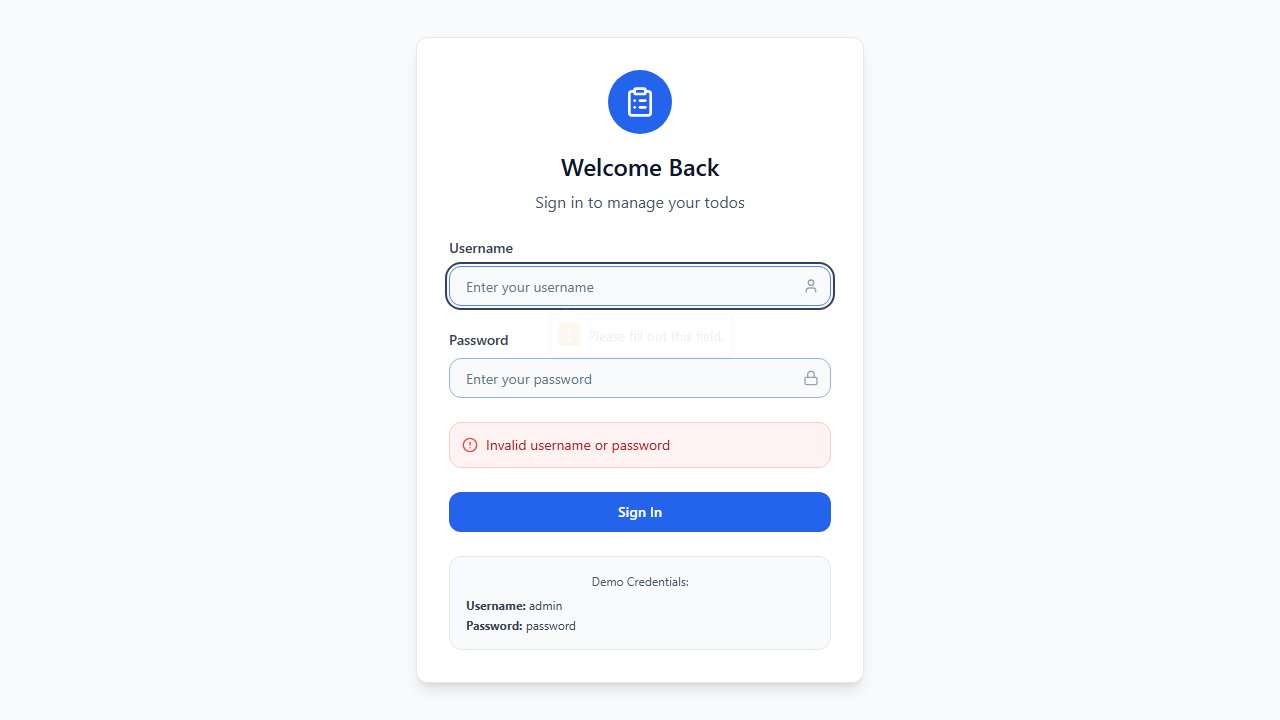 Welcome Back
Sign in to manage your todos
Username
Enter your username
Please fill out this field.
Password
Enter your password
Invalid username or password
Sign In
Demo Credentials:
Username: admin
Password: password